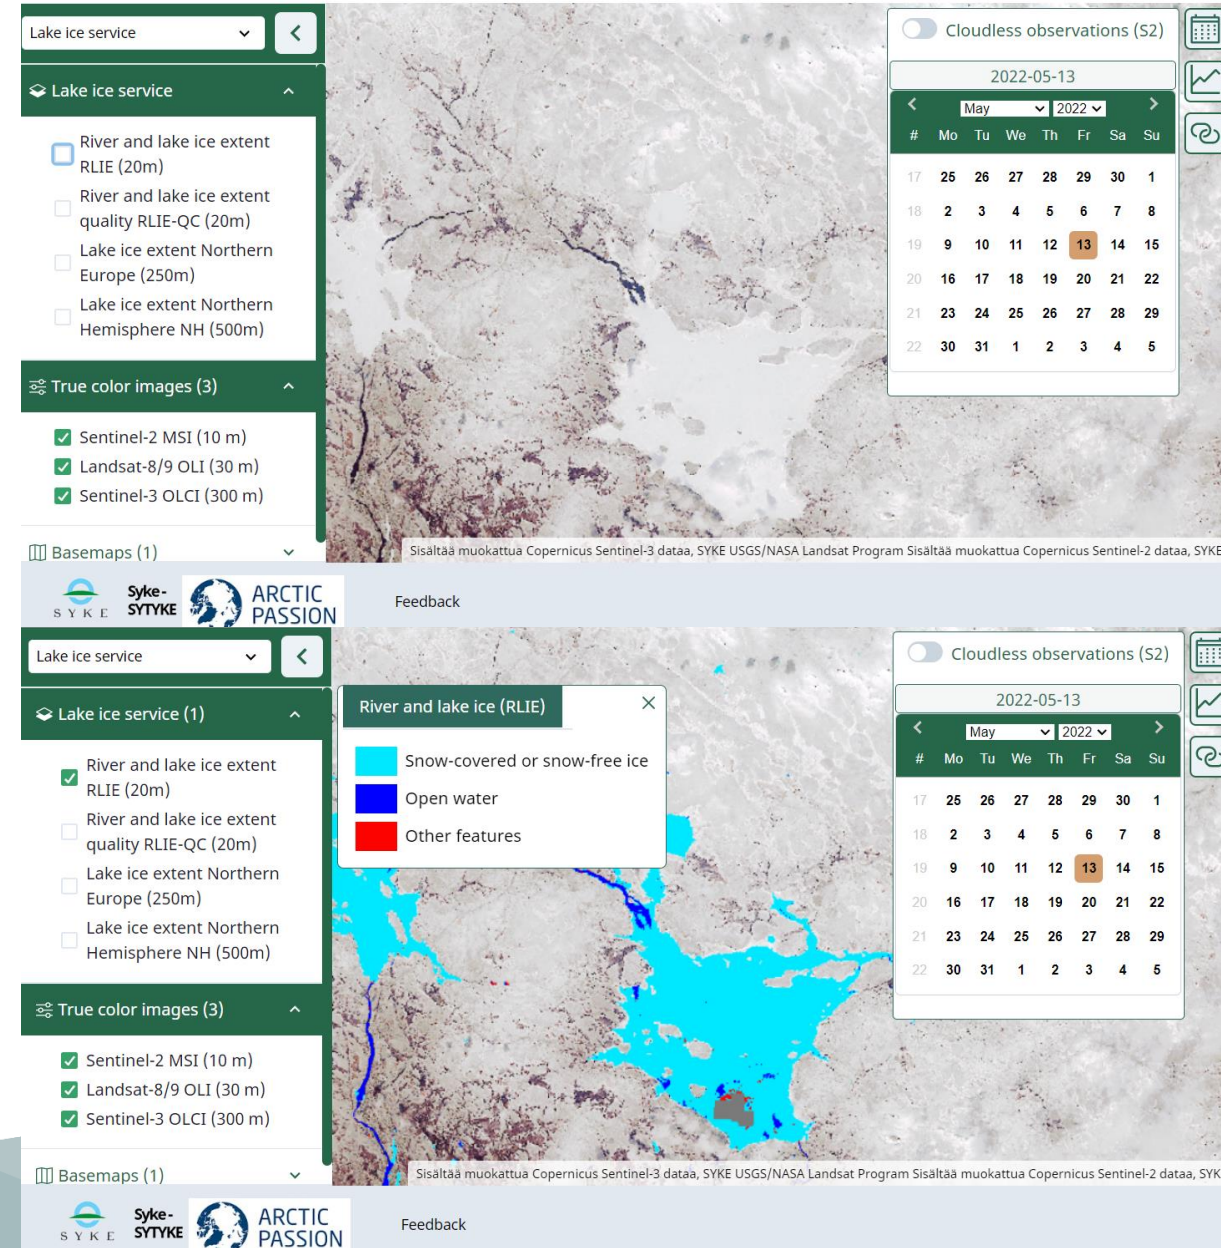 Lake ice service
Cloudless observations (S2)
2022-05-13
May 2022
# Mo Tu We Th Fr Sa Su
17 25 26 27 28 29 30 1
18 2 3 4 5 6 7 8
19 9 10 11 12 13 14 15
20 16 17 18 19 20 21 22
21 23 24 25 26 27 28 29
22 30 31 1 2 3 4 5
Lake ice service
River and lake ice extent
RLIE (20m)
River and lake ice extent
quality RLIE-QC (20m)
Lake ice extent Northern
Europe (250m)
Lake ice extent Northern
Hemisphere NH (500m)
True color images (3)
Sentinel-2 MSI (10 m)
Landsat-8/9 OLI (30 m)
Sentinel-3 OLCI (300 m)
Basemaps (1)
Sisältää muokattua Copernicus Sentinel-3 dataa, SYKE USGS/NASA Landsat Program Sisältää muokattua Copernicus Sentinel-2 dataa, SYKE
SYKE
Syke-
SYTYKE
ARCTIC
PASSION
Feedback
Lake ice service
Cloudless observations (S2)
2022-05-13
May 2022
# Mo Tu We Th Fr Sa Su
17 25 26 27 28 29 30 1
18 2 3 4 5 6 7 8
19 9 10 11 12 13 14 15
20 16 17 18 19 20 21 22
21 23 24 25 26 27 28 29
22 30 31 1 2 3 4 5
Lake ice service (1)
River and lake ice extent
RLIE (20m)
River and lake ice extent
quality RLIE-QC (20m)
Lake ice extent Northern
Europe (250m)
Lake ice extent Northern
Hemisphere NH (500m)
River and lake ice (RLIE)
Snow-covered or snow-free ice
Open water
Other features
True color images (3)
Sentinel-2 MSI (10 m)
Landsat-8/9 OLI (30 m)
Sentinel-3 OLCI (300 m)
Basemaps (1)
Sisältää muokattua Copernicus Sentinel-3 dataa, SYKE USGS/NASA Landsat Program Sisältää muokattua Copernicus Sentinel-2 dataa, SYK
SYKE
Syke-
SYTYKE
ARCTIC
PASSION
Feedback